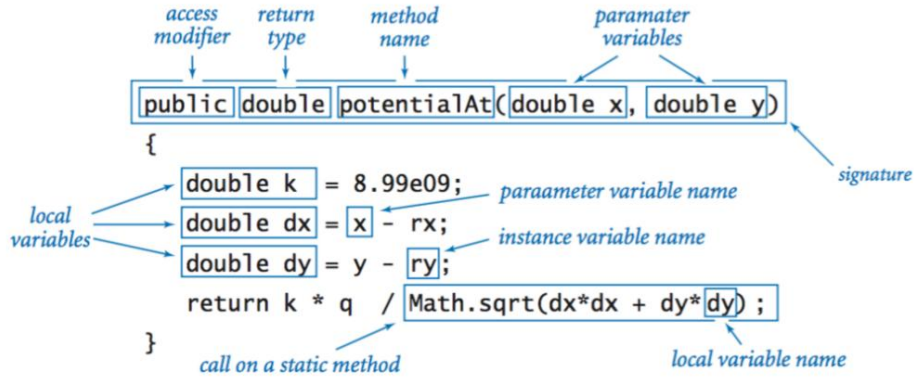 access return method paramater
modifier type name variables
public double potentialAt(double x, double y)
{
signature
double k = 8.99e09;
paraameter variable name
local
variables
double dx = x - rx;
instance variable name
double dy = y - ry;
return k * q / Math.sqrt(dx*dx + dy*dy) ;
}
call on a static method
local variable name